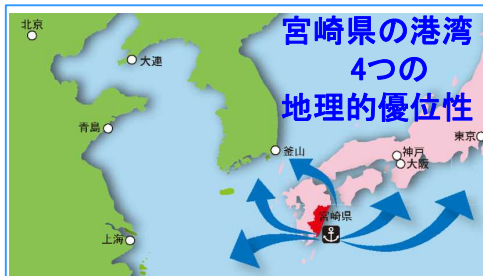 宮崎県の港湾
4つの
地理的優位性
北京
大連
青島
釜山
神戸
大阪
東京
宮崎県
上海